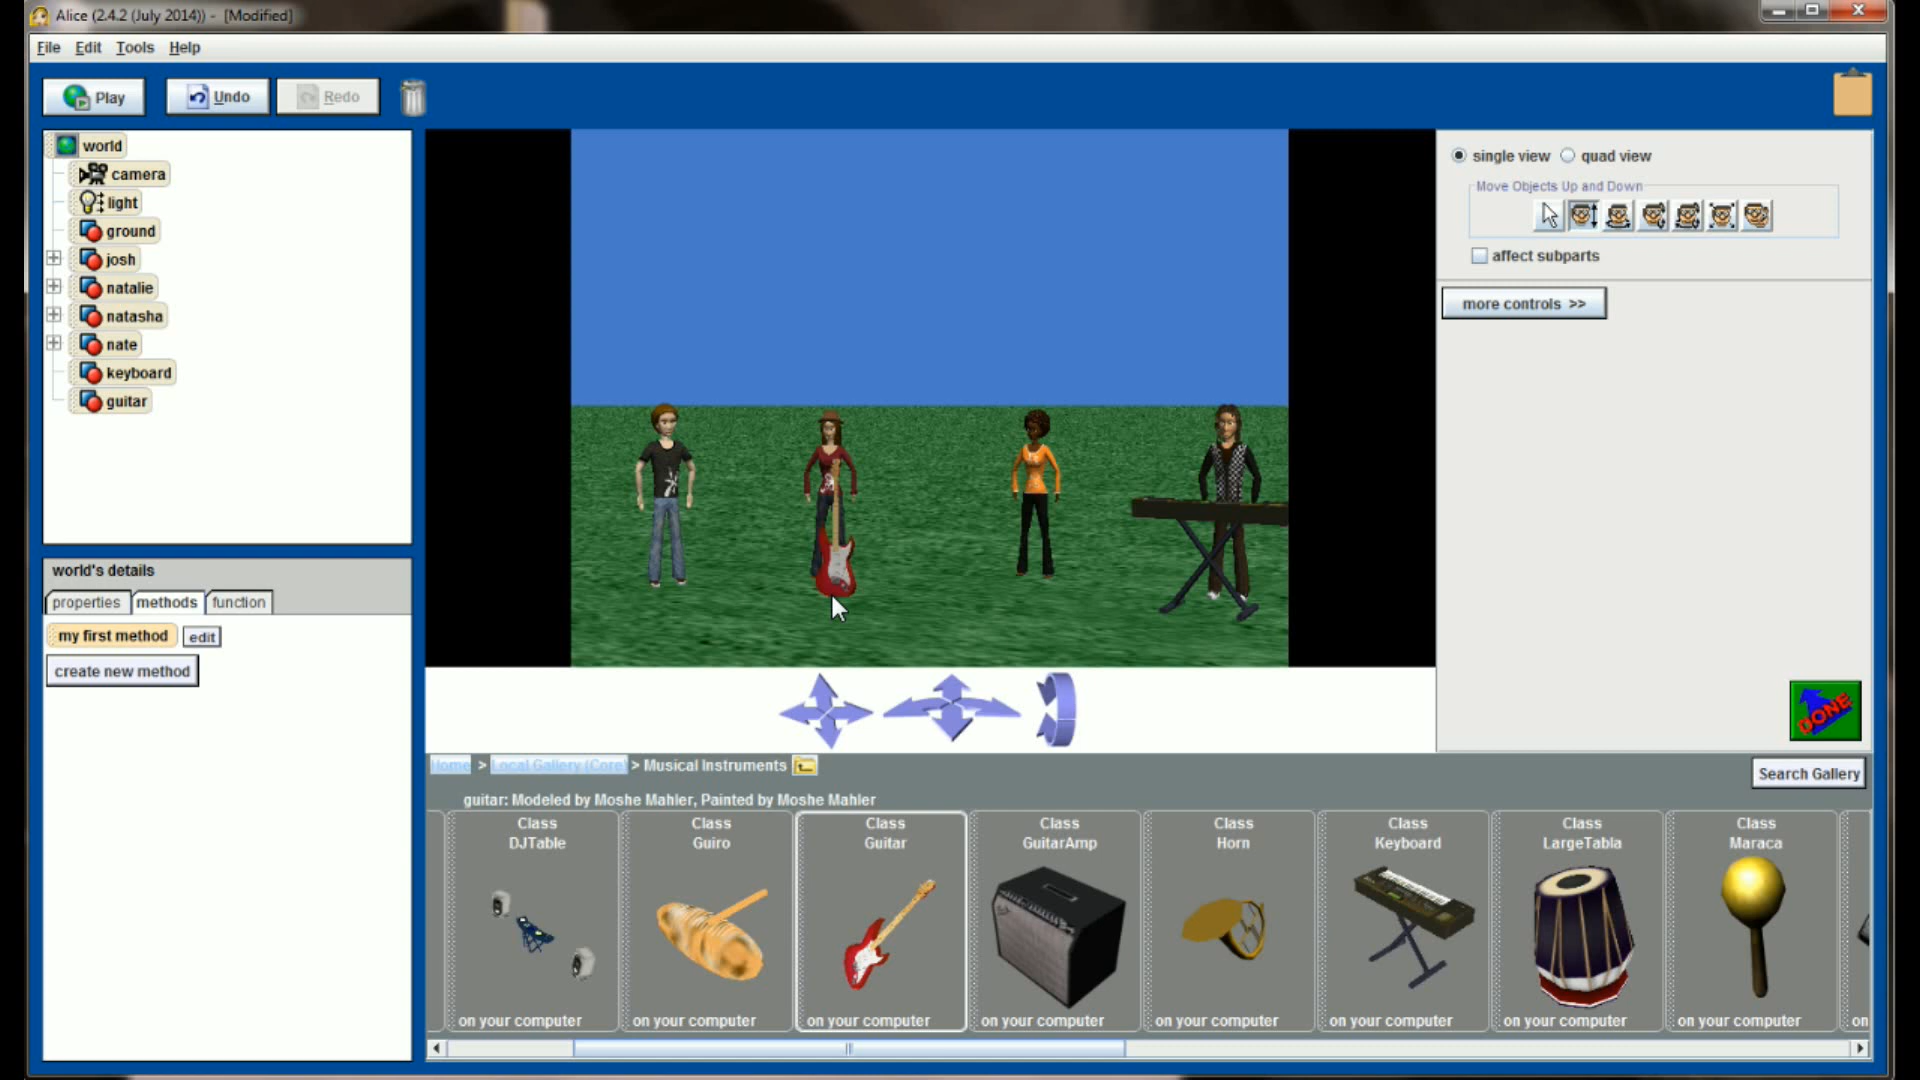 Alice (2.4.2 (July 2014)) - [Modified]
File Edit Tools Help
Play Undo Redo
world
camera
light
ground
josh
natalie
natasha
nate
keyboard
guitar
single view quad view
Move Objects Up and Down
affect subparts
more controls >>
DONE
world's details
properties methods function
my first method edit
create new method
Home > Local Gallery (Core) > Musical Instruments
Search Gallery
guitar: Modeled by Moshe Mahler, Painted by Moshe Mahler
Class
DJTable
on your computer
Class
Guiro
on your computer
Class
Guitar
on your computer
Class
GuitarAmp
on your computer
Class
Horn
on your computer
Class
Keyboard
on your computer
Class
LargeTabla
on your computer
Class
Maraca
on your computer
on